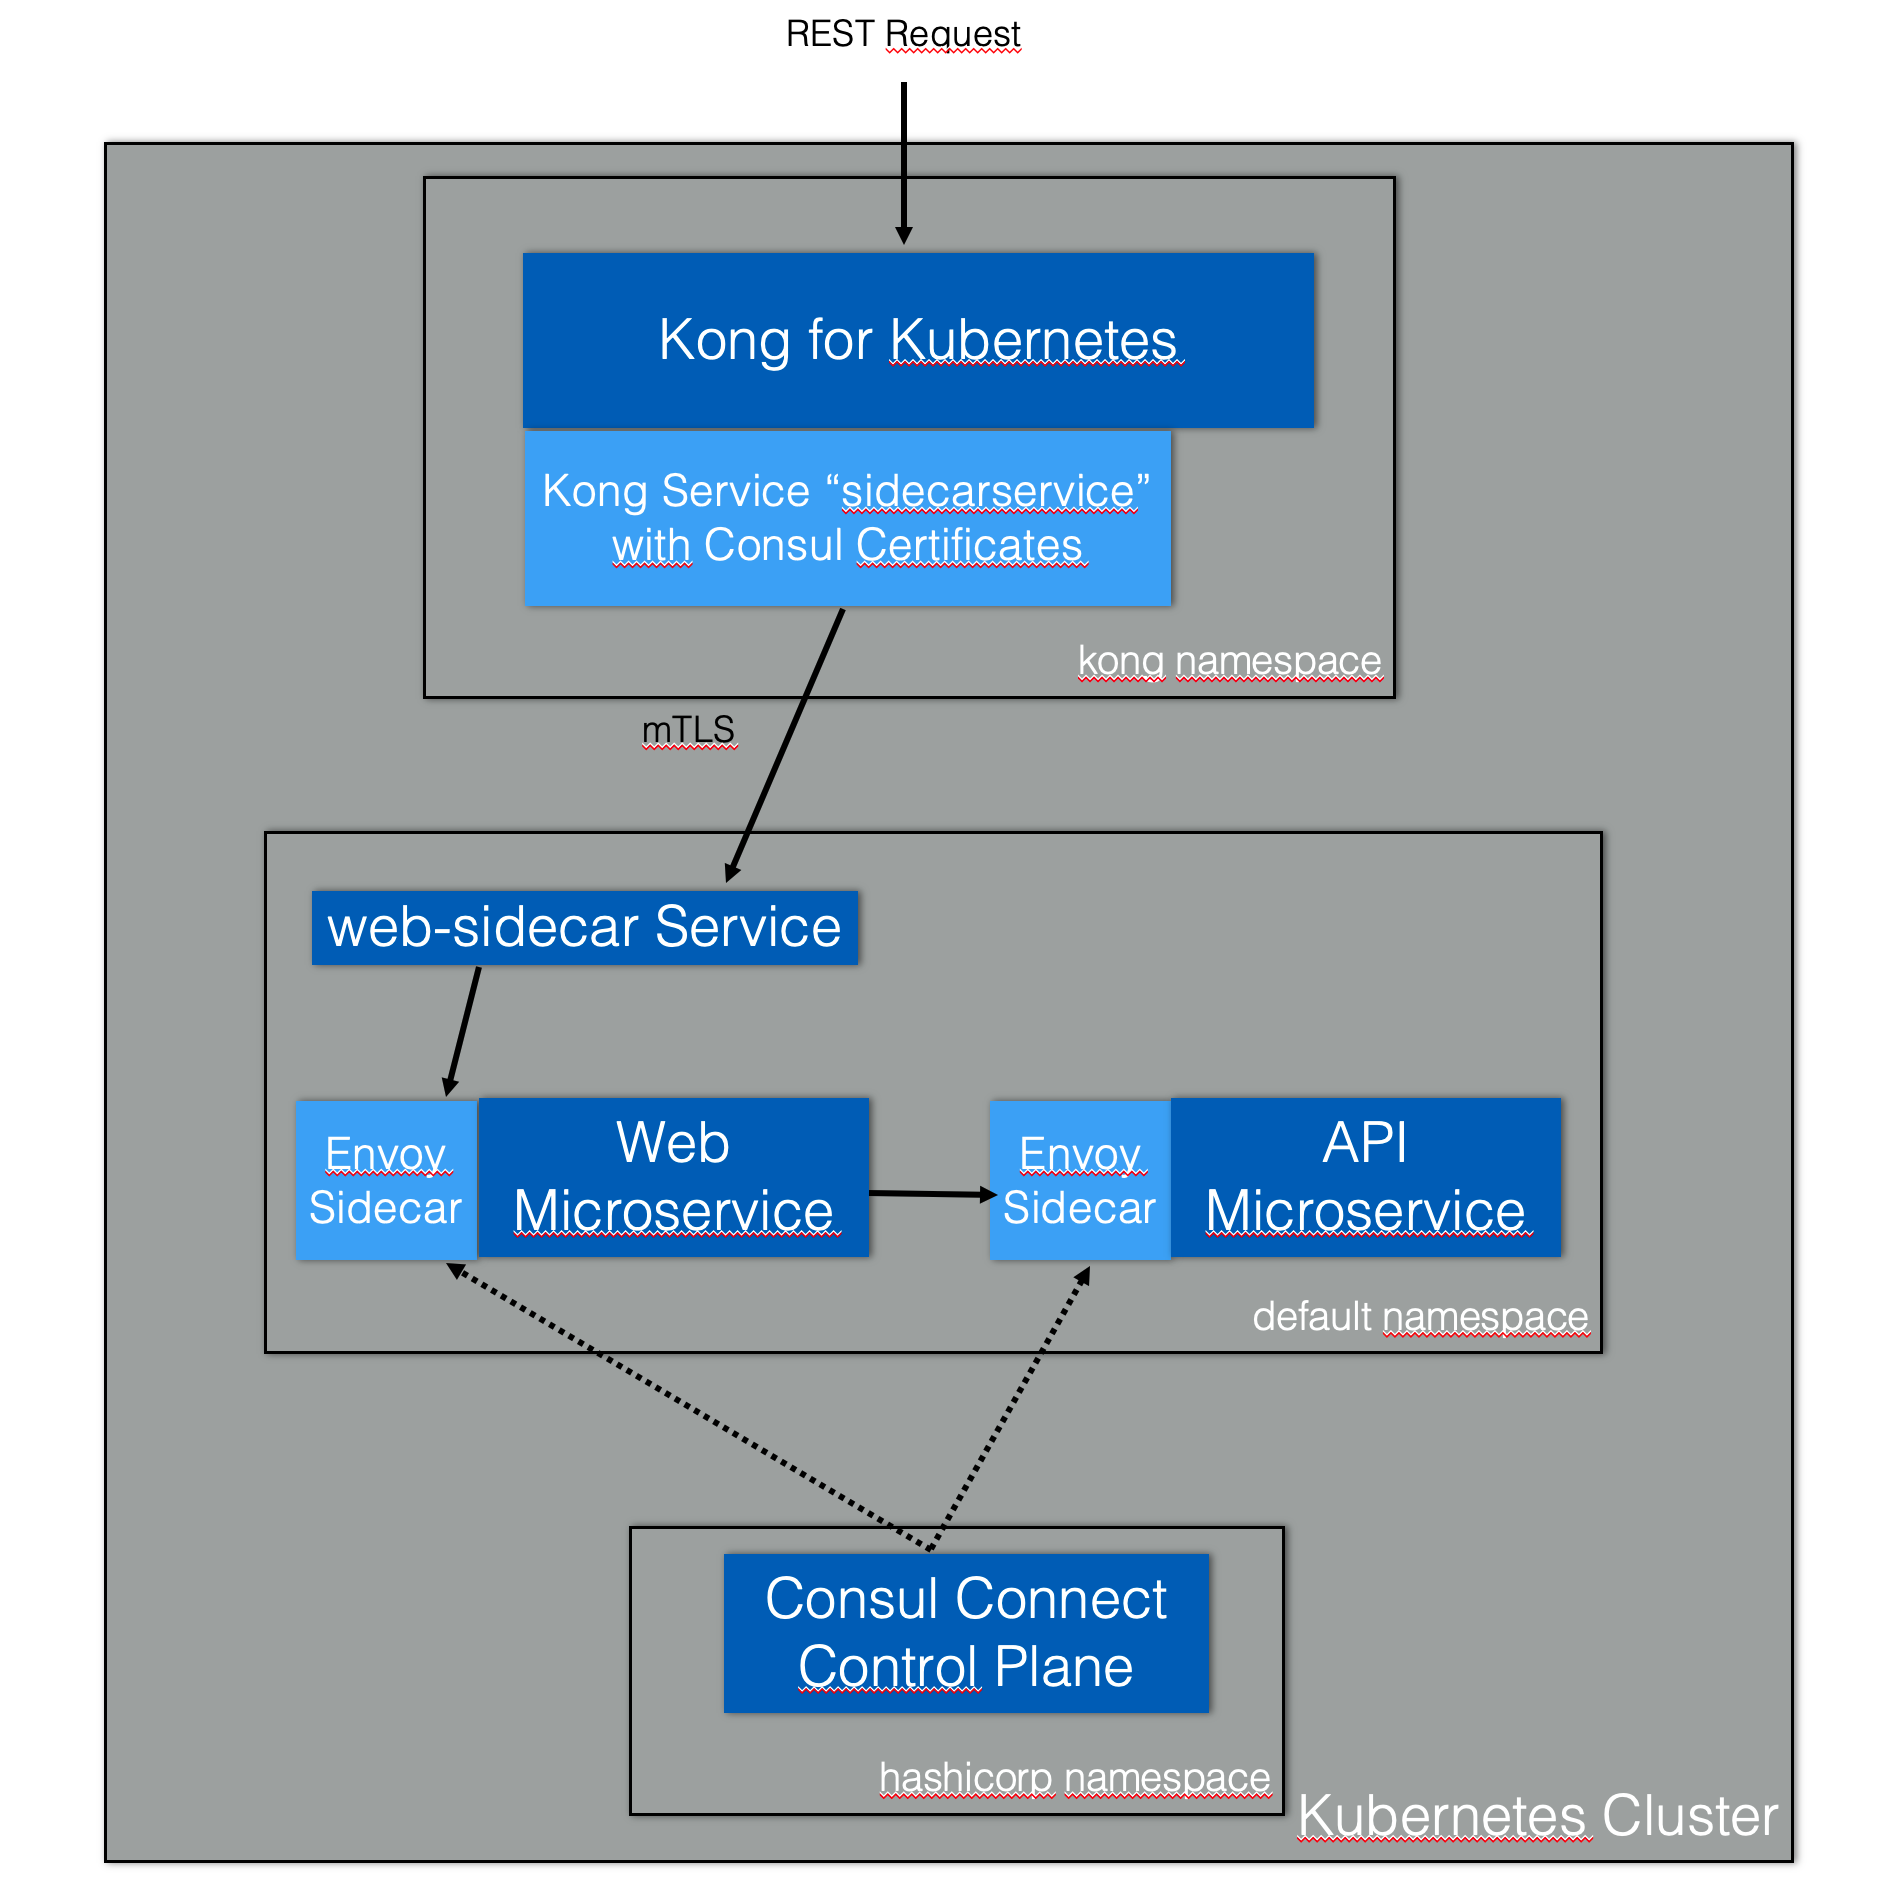 REST Request
Kong for Kubernetes
Kong Service “sidecarservice”
with Consul Certificates
kong namespace
mTLS
web-sidecar Service
Envoy
Sidecar
Web
Microservice
Envoy
Sidecar
API
Microservice
default namespace
Consul Connect
Control Plane
hashicorp namespace
Kubernetes Cluster